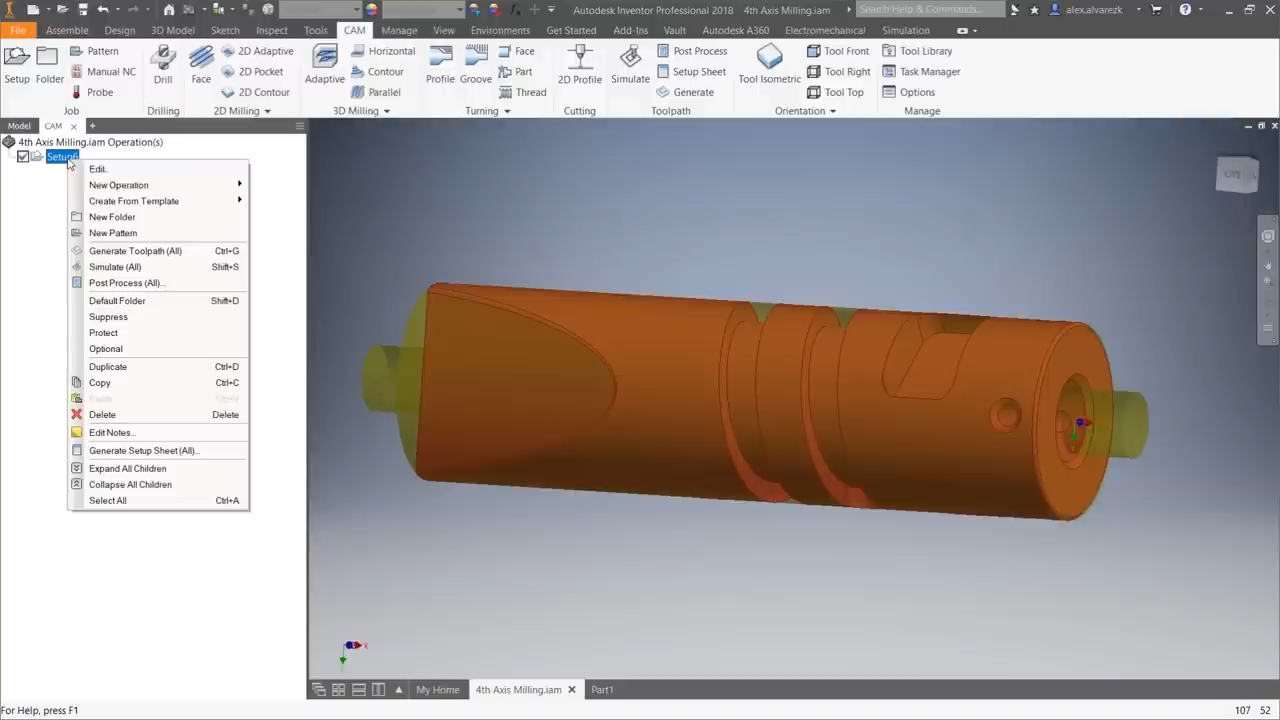 Autodesk Inventor Professional 2018 4th Axis Milling.iam
Search Help & Commands...
alex.alvarezk
File Assemble Design 3D Model Sketch Inspect Tools CAM Manage View Environments Get Started Add-Ins Vault Autodesk A360 Electromechanical Simulation
Setup
Folder
Pattern
Manual NC
Probe
Job
Drill
Drilling
Face
2D Adaptive
2D Pocket
2D Contour
2D Milling
Adaptive
Horizontal
Contour
Parallel
3D Milling
Profile
Groove
Face
Part
Thread
Turning
2D Profile
Cutting
Simulate
Post Process
Setup Sheet
Generate
Toolpath
Tool Isometric
Tool Front
Tool Right
Tool Top
Orientation
Tool Library
Task Manager
Options
Manage
Model CAM
4th Axis Milling.iam Operation(s)
Edit..
New Operation
Create From Template
New Folder
New Pattern
Generate Toolpath (All) Ctrl+G
Simulate (All) Shift+S
Post Process (All)...
Default Folder Shift+D
Suppress
Protect
Optional
Duplicate Ctrl+D
Copy Ctrl+C
Delete Delete
Edit Notes...
Generate Setup Sheet (All)...
Expand All Children
Collapse All Children
Select All Ctrl+A
x
My Home 4th Axis Milling.iam Part1
For Help, press F1
107 52